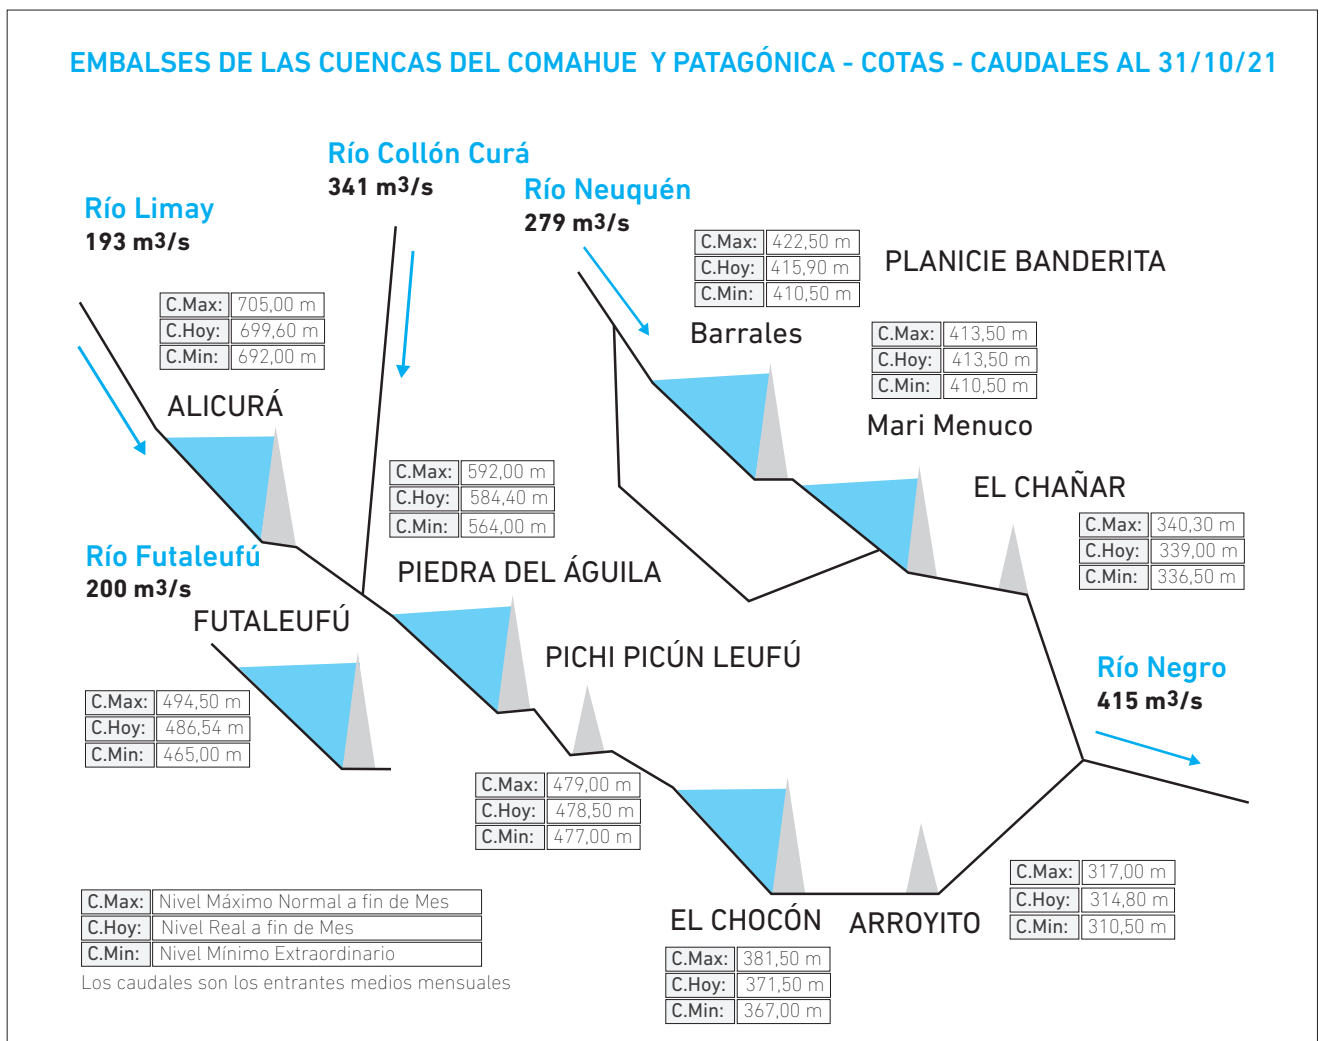 EMBALSES DE LAS CUENCAS DEL COMAHUE Y PATAGÓNICA - COTAS - CAUDALES AL 31/10/21
Río Collón Curá
341 m3/s
Río Limay
193 m3/s
Río Neuquén
279 m3/s
C.Max: 422,50 m
C.Hoy: 415,90 m
C.Min: 410,50 m
PLANICIE BANDERITA
Barrales
C.Max: 705,00 m
C.Hoy: 699,60 m
C.Min: 692,00 m
ALICURÁ
C.Max: 413,50 m
C.Hoy: 413,50 m
C.Min: 410,50 m
Mari Menuco
C.Max: 592,00 m
C.Hoy: 584,40 m
C.Min: 564,00 m
PIEDRA DEL ÁGUILA
EL CHAÑAR
C.Max: 340,30 m
C.Hoy: 339,00 m
C.Min: 336,50 m
Río Futaleufú
200 m3/s
FUTALEUFÚ
C.Max: 494,50 m
C.Hoy: 486,54 m
C.Min: 465,00 m
PICHI PICÚN LEUFÚ
C.Max: 479,00 m
C.Hoy: 478,50 m
C.Min: 477,00 m
Río Negro
415 m3/s
EL CHOCÓN
C.Max: 381,50 m
C.Hoy: 371,50 m
C.Min: 367,00 m
ARROYITO
C.Max: 317,00 m
C.Hoy: 314,80 m
C.Min: 310,50 m
C.Max: Nivel Máximo Normal a fin de Mes
C.Hoy: Nivel Real a fin de Mes
C.Min: Nivel Mínimo Extraordinario
Los caudales son los entrantes medios mensuales